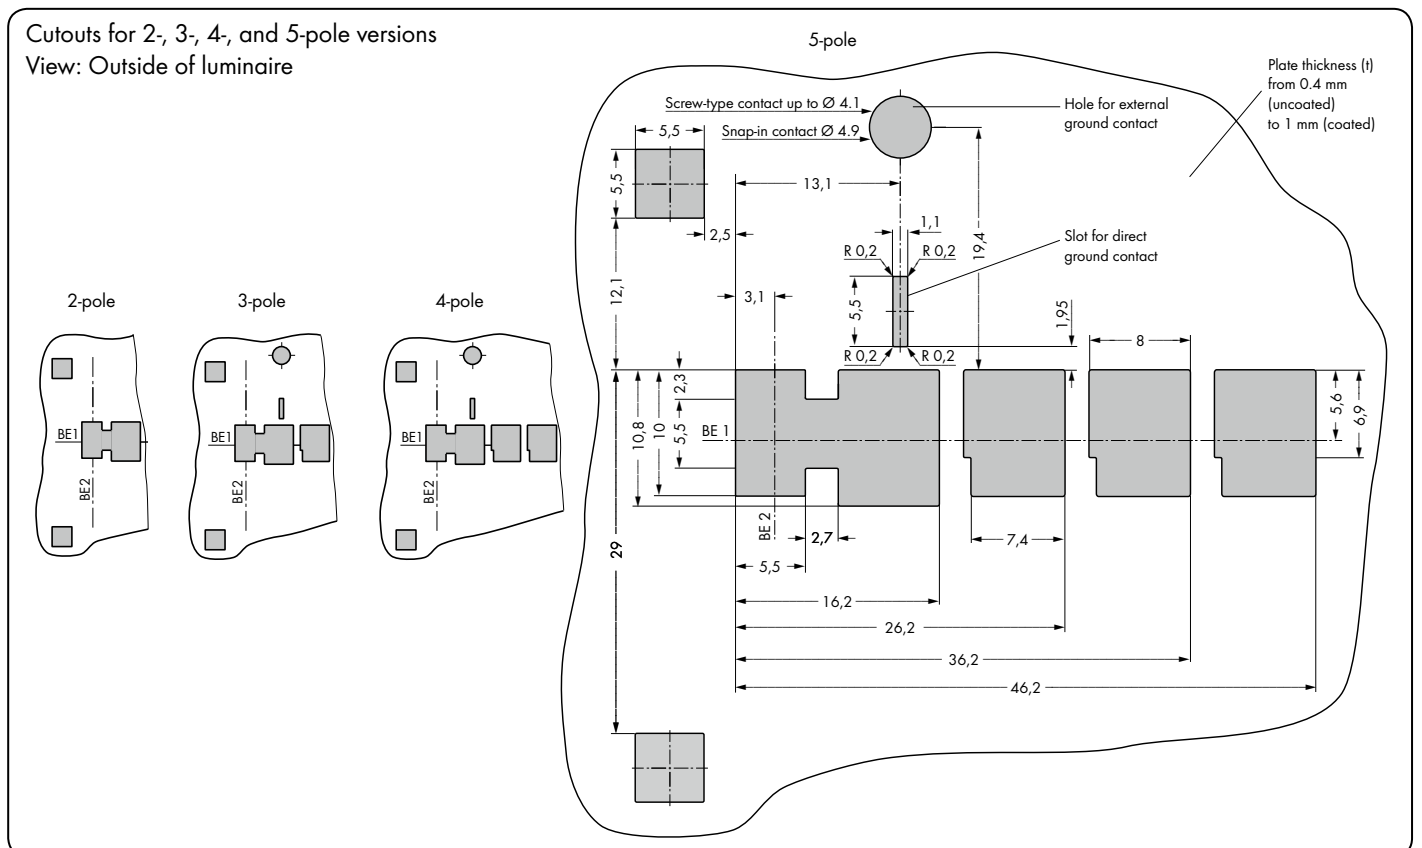 Cutouts for 2-, 3-, 4-, and 5-pole versions
View: Outside of luminaire
5-pole
Plate thickness (t)
from 0.4 mm
(uncoated)
to 1 mm (coated)
Screw-type contact up to Ø 4.1
Snap-in contact Ø 4.9
Hole for external
ground contact
5,5
5,5
13,1
2,5
1,1
19,4
Slot for direct
ground contact
R 0,2
R 0,2
12,1
3,1
5,5
1,95
R 0,2
R 0,2
8
2-pole
3-pole
4-pole
BE1
BE2
BE1
BE2
BE1
BE2
2,3
10,8
10
5,5
BE 1
5,6
6,9
BE 2
2,7
7,4
29
5,5
16,2
26,2
36,2
46,2